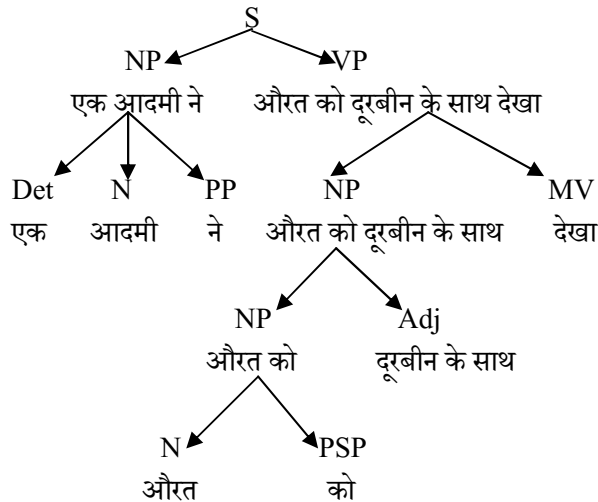 S
NP VP
एक आदमी ने औरत को दूरबीन के साथ देखा
Det N PP NP MV
एक आदमी ने औरत को दूरबीन के साथ देखा
NP Adj
औरत को दूरबीन के साथ
N PSP
औरत को